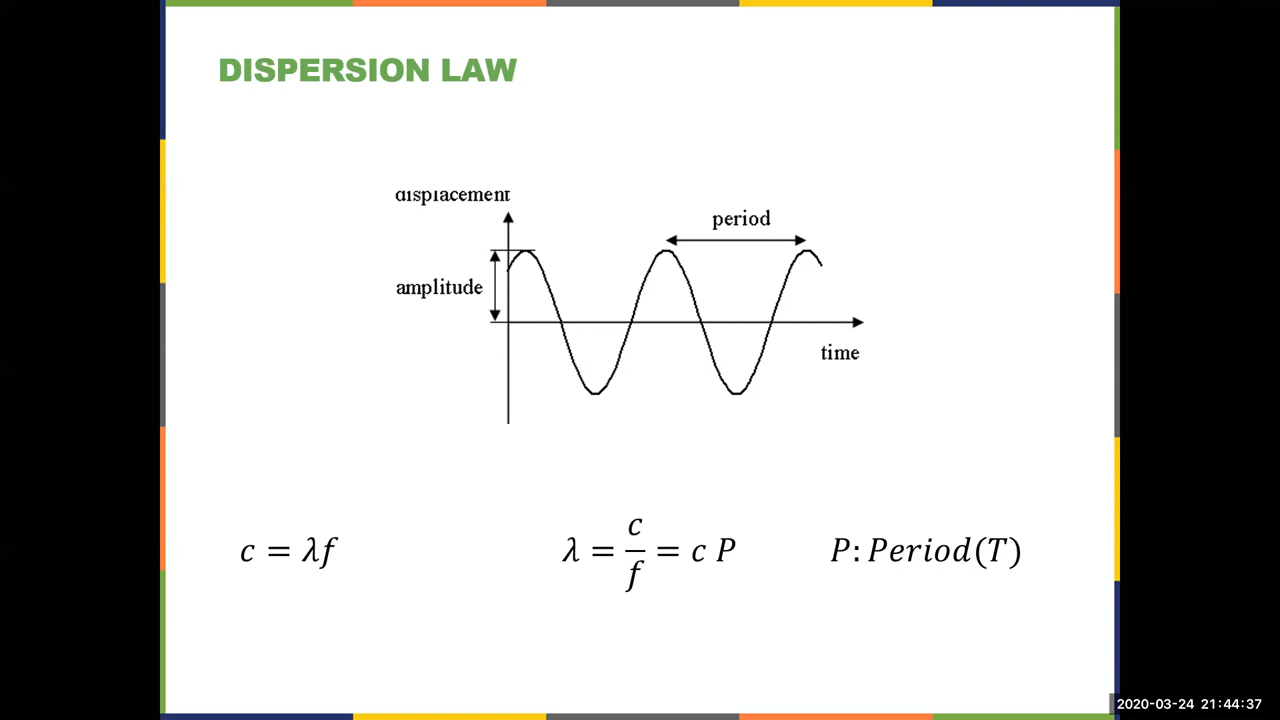 DISPERSION LAW
displacement
period
amplitude
time
c = λf
λ = c/f = c P
P: Period(T)
2020-03-24 21:44:37